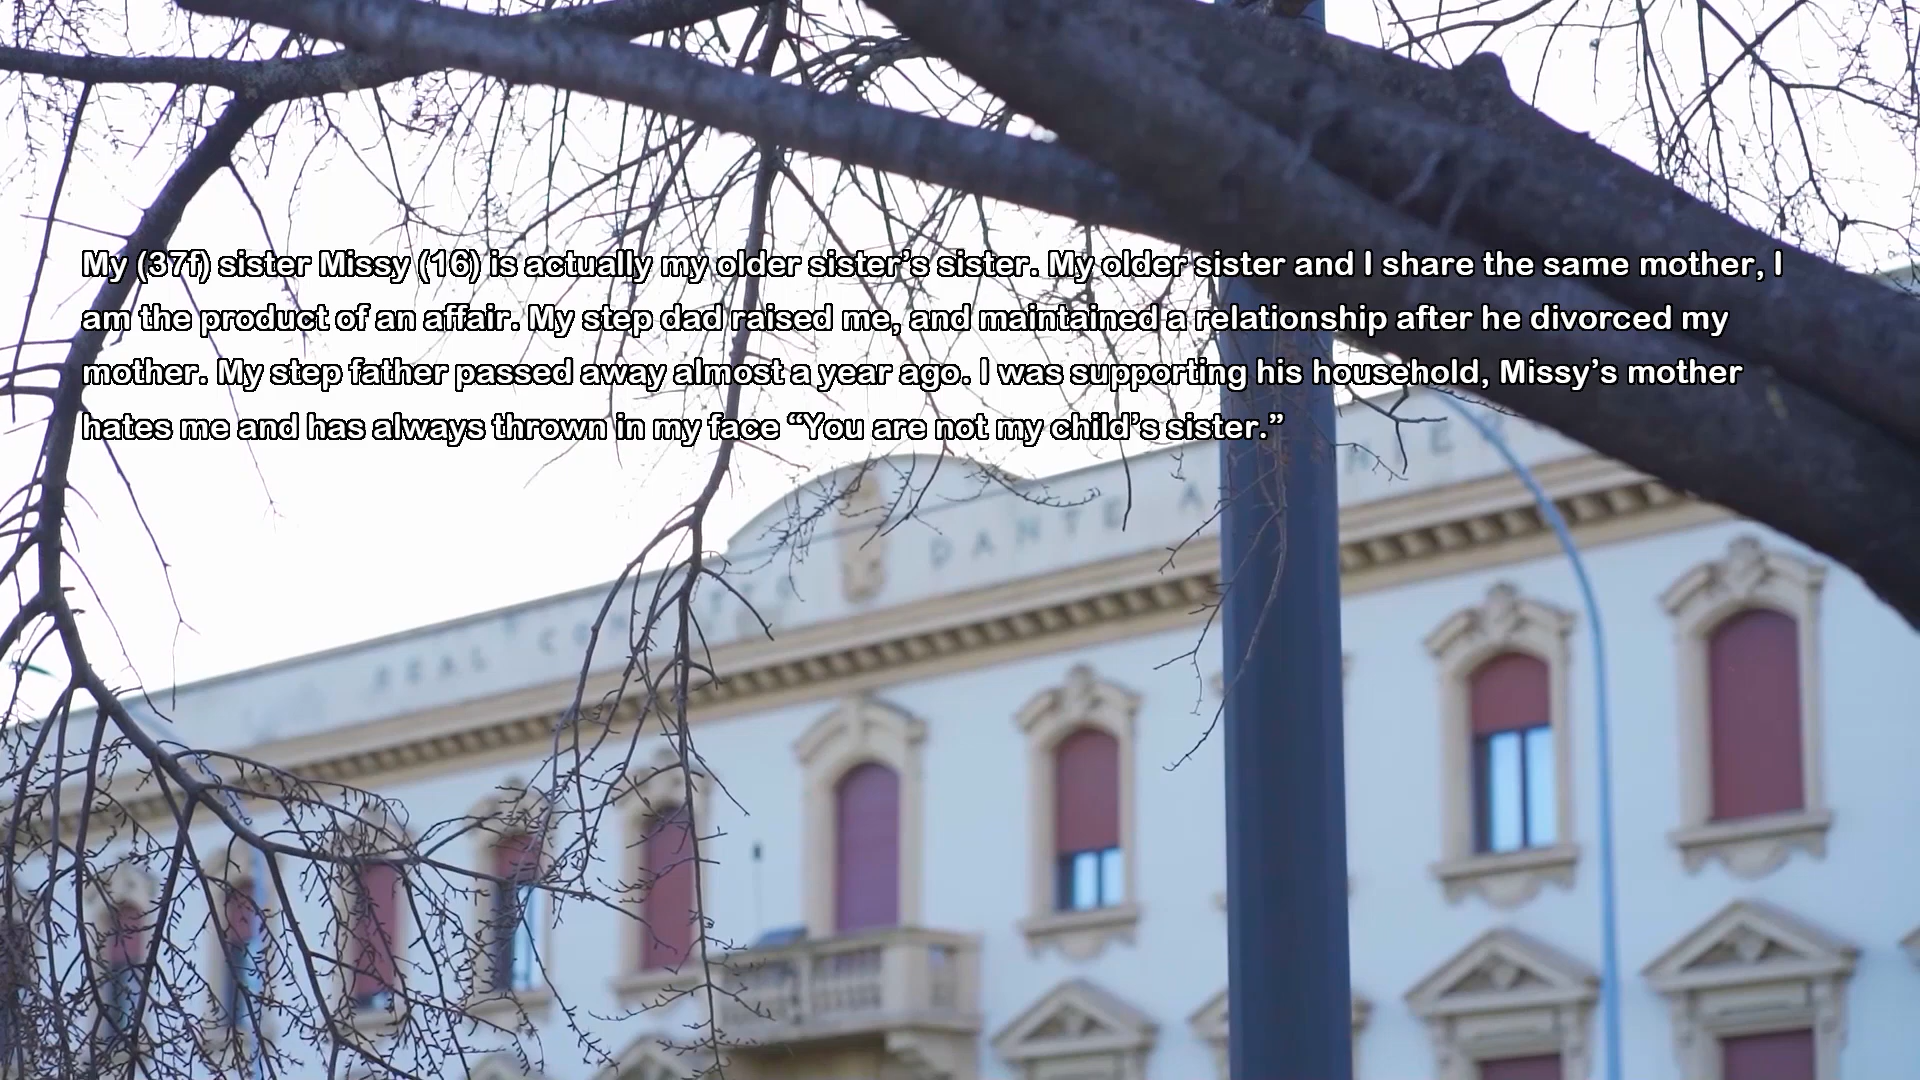 My (37f) sister Missy (16) is actually my older sister’s sister. My older sister and I share the same mother, I
am the product of an affair. My step dad raised me, and maintained a relationship after he divorced my
mother. My step father passed away almost a year ago. I was supporting his household, Missy’s mother
hates me and has always thrown in my face “You are not my child’s sister.”
REAL DANTE